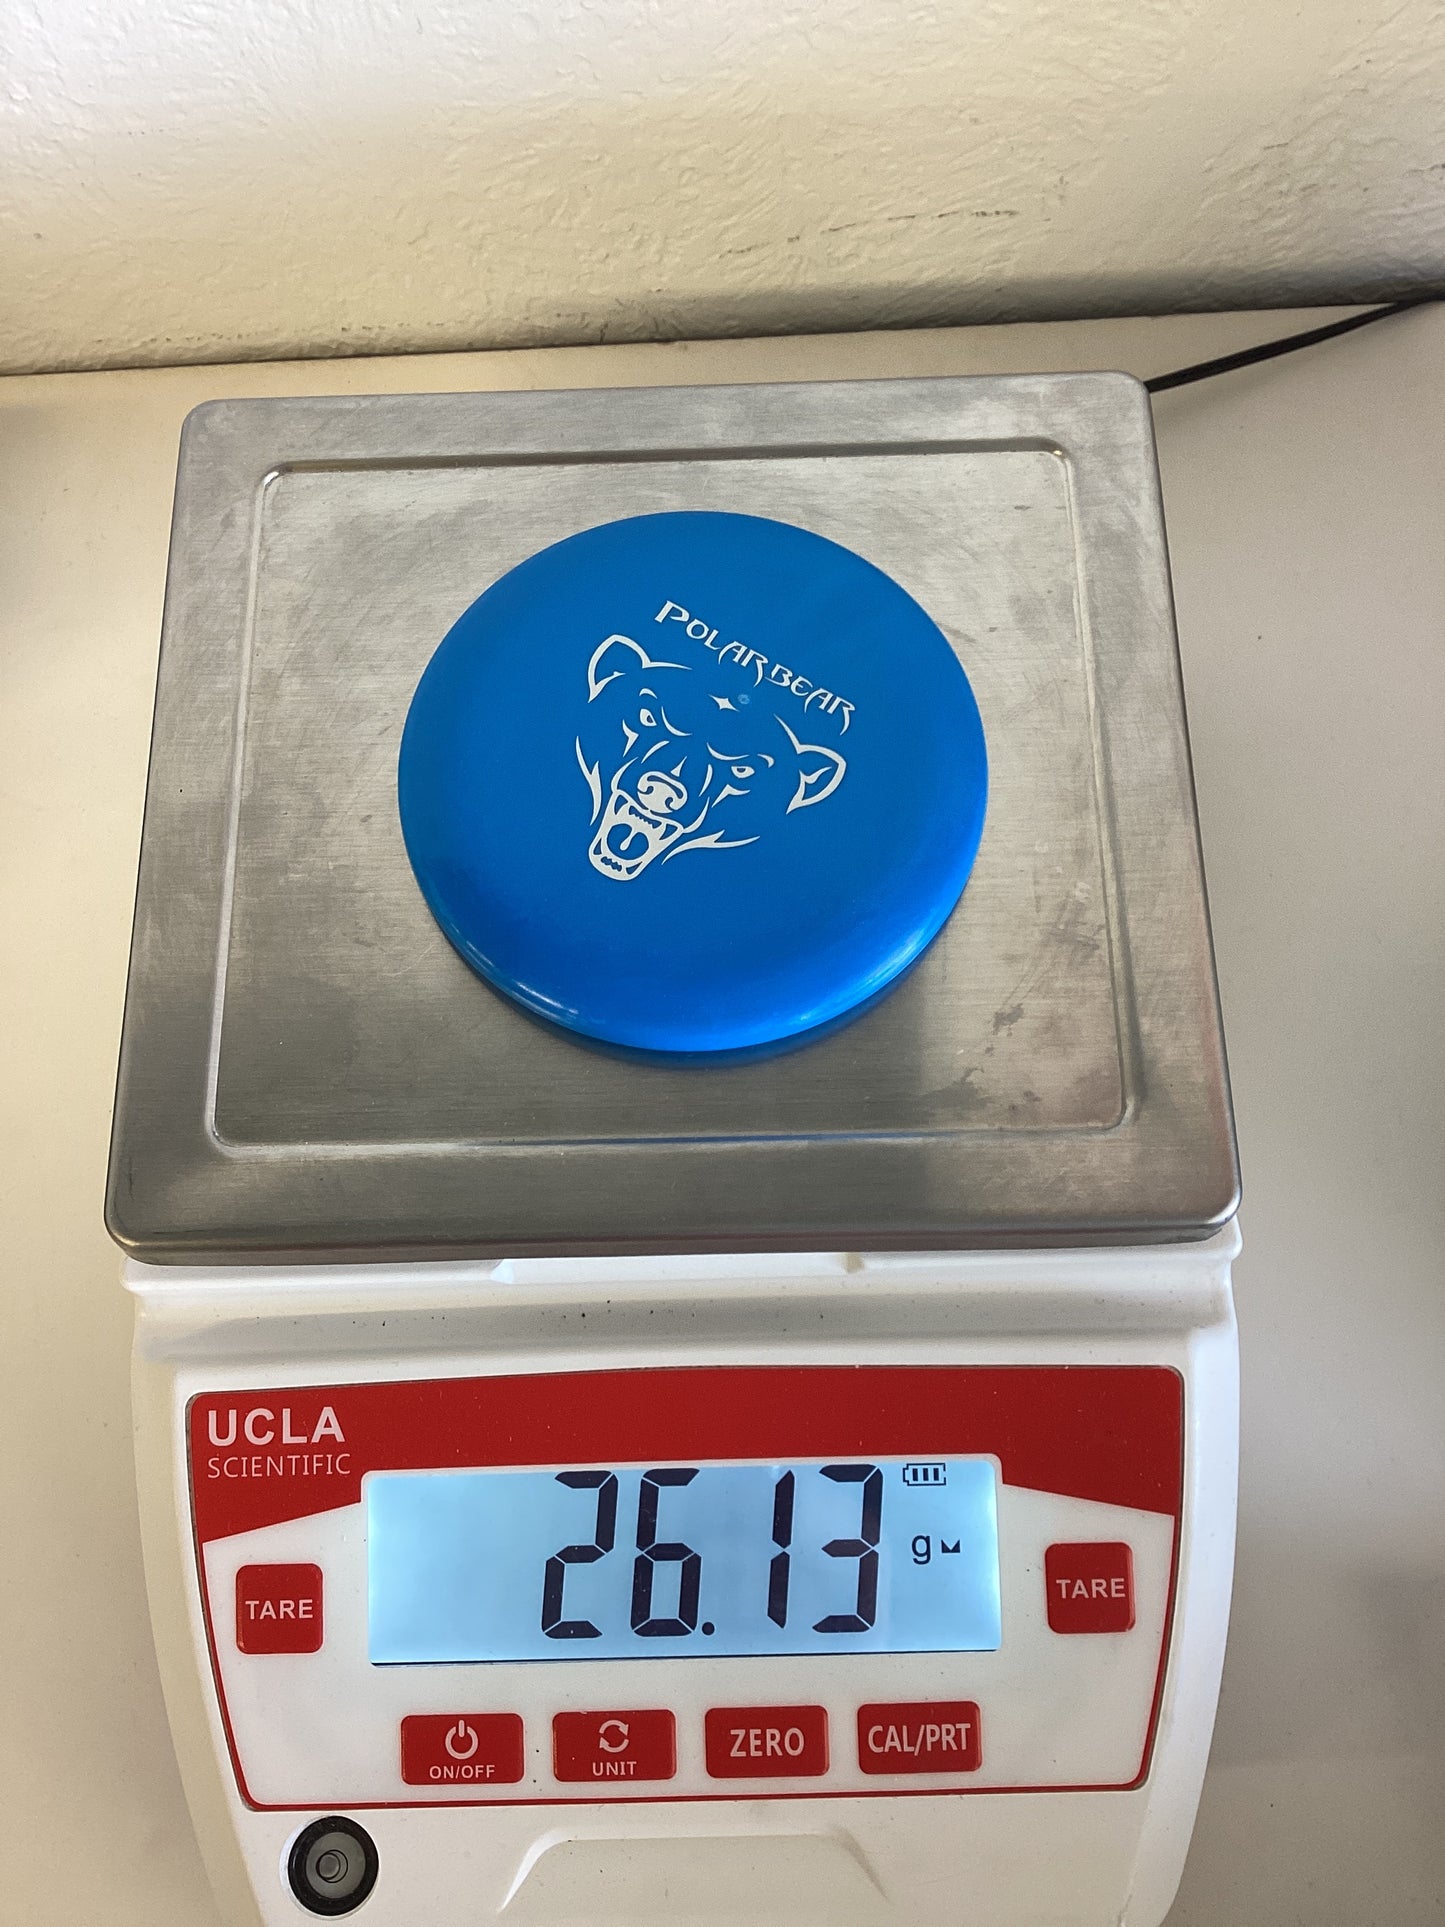 POLARBEAR
UCLA
SCIENTIFIC
26.13 g
TARE
TARE
ON/OFF
UNIT
ZERO
CAL/PRT